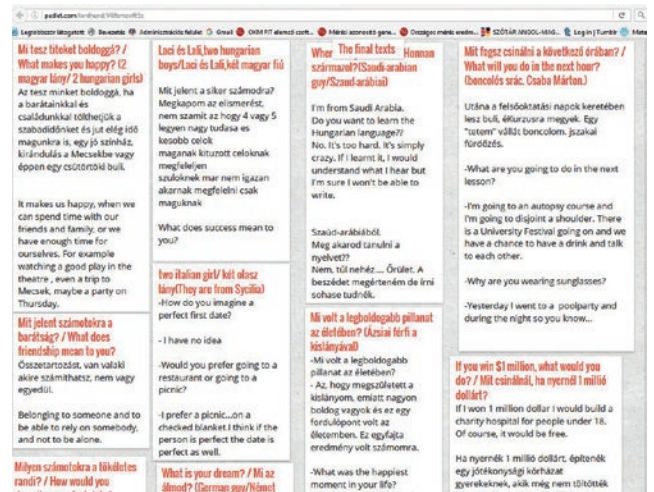 padlet.com/
Legtöbbször látogatott
Gmail
Login | Tumblr
Mi tesz titeket boldoggá? /
What makes you happy? (2
magyar lány/ 2 hungarian girls)
Az tesz minket boldoggá, ha
a barátainkkal és
családunkkal tölthetjük a
szabadidőnket és jut elég idő
magunkra is, egy jó színház,
kirándulás a Mecsekbe vagy
éppen egy csütörtöki buli.
It makes us happy, when we
can spend time with our
friends and family, or we
have enough time for
ourselves. For example
watching a good play in the
theatre , even a trip to
Mecsek, maybe a party on
Thursday.
Mit jelent számotokra a
barátság? / What does
friendship mean to you?
Összetartozást, van valaki
akire számíthatsz, nem vagy
egyedül.
Belonging to someone and to
be able to rely on somebody,
and not to be alone.
Milyen számotokra a tökéletes
randi? / How would you
Laci és Lali,two hungarian
boys/Laci és Lali,két magyar fiú
Mit jelent a siker számodra?
Megkapom az elismerést,
nem szamit az hogy 4 vagy 5
legyen nagy tudasa es
kesobb celok
maganak kituzott celoknak
megfeleljen
szuloknek mar nem igazan
akarnak megfelelni csak
maguknak
What does success mean to
you?
two italian girl/ két olasz
lány(They are from Sycilia)
-How do you imagine a
perfect first date?
- I have no idea
-Would you prefer going to a
restaurant or going to a
picnic?
-I prefer a picnic...on a
checked blanket.I think if the
person is perfect the date is
perfect as well.
What is your dream? / Mi az
álmod? (German guy/Német
Wher The final texts Honnan
származol?(Saudi-arabian
guy/Szaud-arábiai)
I'm from Saudi Arabia.
Do you want to learn the
Hungarian language??
No. It's too hard. It's simply
crazy. If I learnt it, I would
understand what I hear but
I'm sure I won't be able to
write.
Szaúd-arábiából.
Meg akarod tanulni a
nyelvet??
Nem, túl nehéz.... Őrület. A
beszédet megérteném de írni
sohase tudnék.
Mi volt a legboldogabb pillanat
az életében? (Ázsiai férfi a
kislányával)
-Mi volt a legboldogabb
pillanat az életében?
- Az, hogy megszületett a
kislányom, emiatt nagyon
boldog vagyok és ez egy
fordulópont volt az
életemben. Ez egyfajta
eredmény volt számomra.
-What was the happiest
moment in your life?
Mit fogsz csinálni a következő órában? /
What will you do in the next hour?
(boncolós srác. Csaba Márton.)
Utána a felsőoktatási napok keretében
lesz buli, éKurzusra megyek. Egy
"tetem" vállát boncolom. jszakai
fürdőzés.
-What are you going to do in the next
lesson?
-I'm going to an autopsy course and
I'm going to disjoint a shoulder. There
is a University Festival going on and we
have a chance to have a drink and talk
to each other.
-Why are you wearing sunglasses?
-Yesterday I went to a poolparty and
during the night so you know...
If you win $1 million, what would you
do? / Mit csinálnál, ha nyernél 1 millió
dollárt?
If I won 1 million dollar I would build a
charity hospital for people under 18.
Of course, it would be free.
Ha nyernék 1 millió dollárt, építenék
egy jótékonysági kórházat
gyerekeknek, akik még nem töltötték